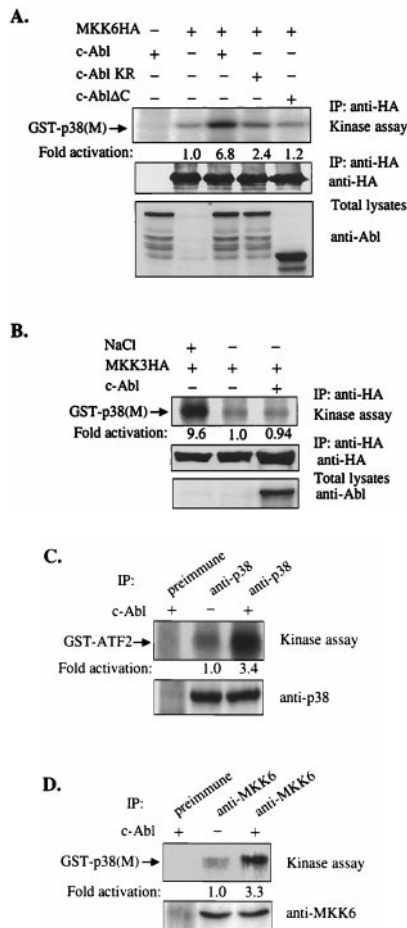 A.
MKK6HA – + + + +
c-Abl + – + – –
c-Abl KR – – – + –
c-AblΔC – – – – +
IP: anti-HA
GST-p38(M) Kinase assay
Fold activation: 1.0 6.8 2.4 1.2
IP: anti-HA
anti-HA
Total lysates
anti-Abl
B.
NaCl + – –
MKK3HA + + +
c-Abl – – +
IP: anti-HA
GST-p38(M) Kinase assay
Fold activation: 9.6 1.0 0.94
IP: anti-HA
anti-HA
Total lysates
anti-Abl
C.
IP: preimmune anti-p38 anti-p38
c-Abl + – +
GST-ATF2 Kinase assay
Fold activation: 1.0 3.4
anti-p38
D.
IP: preimmune anti-MKK6 anti-MKK6
c-Abl + – +
GST-p38(M) Kinase assay
Fold activation: 1.0 3.3
anti-MKK6